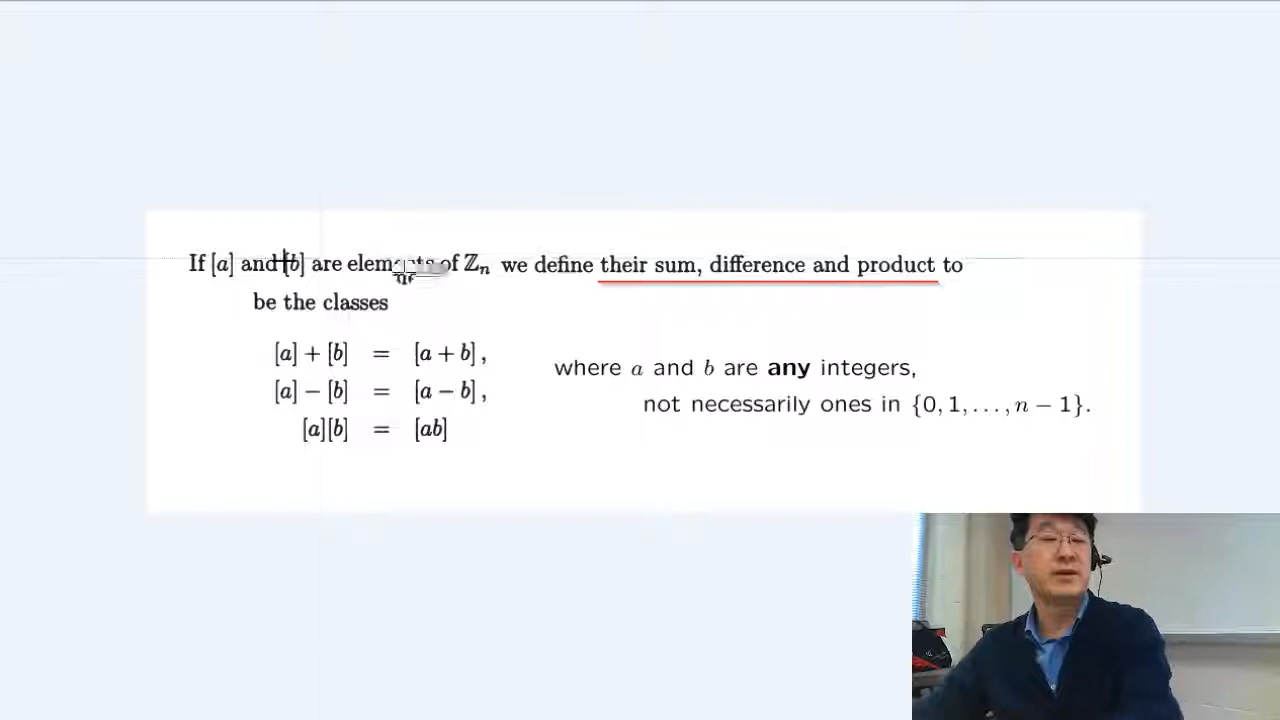 If [a] and [b] are elements of ℤₙ we define their sum, difference and product to
be the classes
[a] + [b] = [a + b],
[a] − [b] = [a − b],
[a][b] = [ab]
where a and b are any integers,
not necessarily ones in {0, 1, . . . , n − 1}.